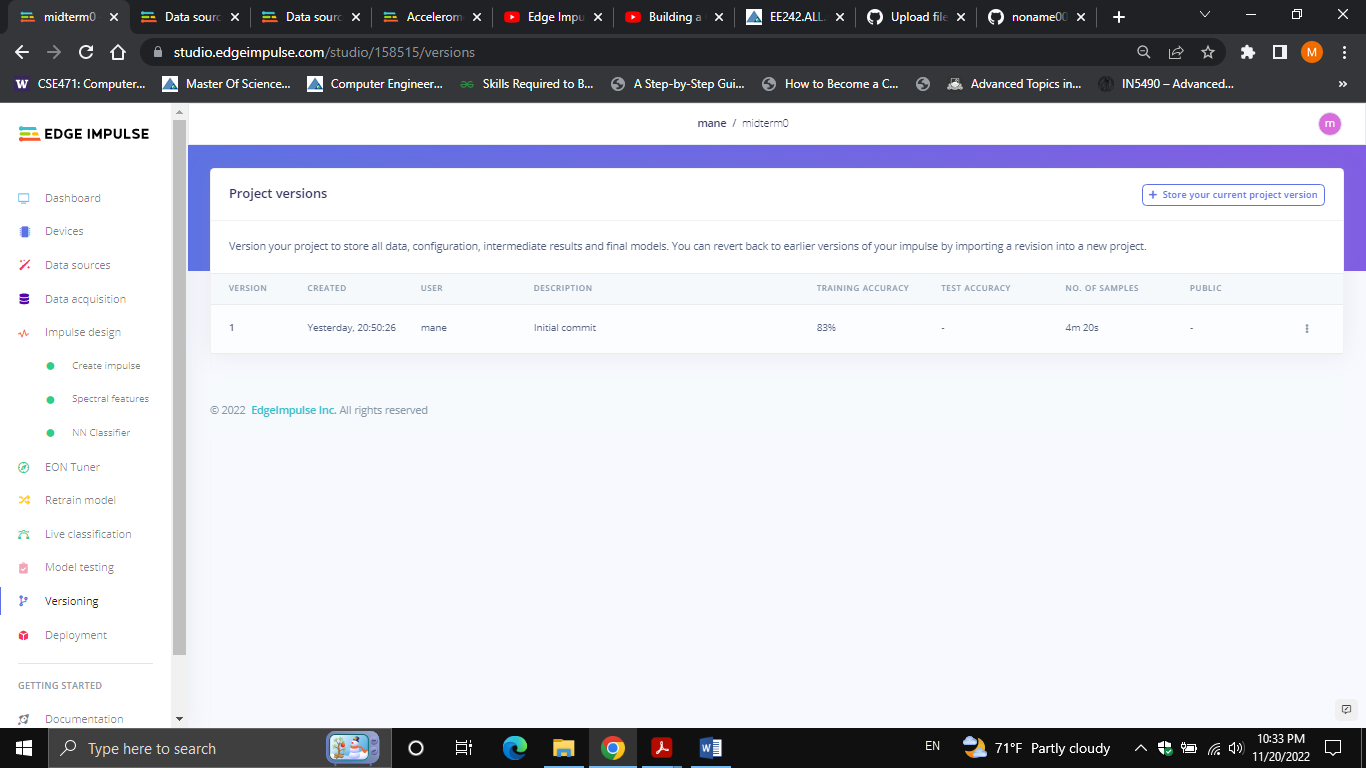 midterm0
Data sourc
Data sourc
Accelerom
Edge Impu
Building a
EE242.ALL.
Upload file
noname00
studio.edgeimpulse.com/studio/158515/versions
M
W CSE471: Computer...
Master Of Science...
Computer Engineer...
Skills Required to B...
A Step-by-Step Gui...
How to Become a C...
Advanced Topics in...
IN5490 – Advanced...
»
EDGE IMPULSE
mane / midterm0
m
Dashboard
Devices
Data sources
Data acquisition
Impulse design
Create impulse
Spectral features
NN Classifier
EON Tuner
Retrain model
Live classification
Model testing
Versioning
Deployment
GETTING STARTED
Documentation
Project versions
+ Store your current project version
Version your project to store all data, configuration, intermediate results and final models. You can revert back to earlier versions of your impulse by importing a revision into a new project.
VERSION CREATED USER DESCRIPTION TRAINING ACCURACY TEST ACCURACY NO. OF SAMPLES PUBLIC
1 Yesterday, 20:50:26 mane Initial commit 83% - 4m 20s -
© 2022 EdgeImpulse Inc. All rights reserved
Type here to search
EN
71°F Partly cloudy
10:33 PM
11/20/2022